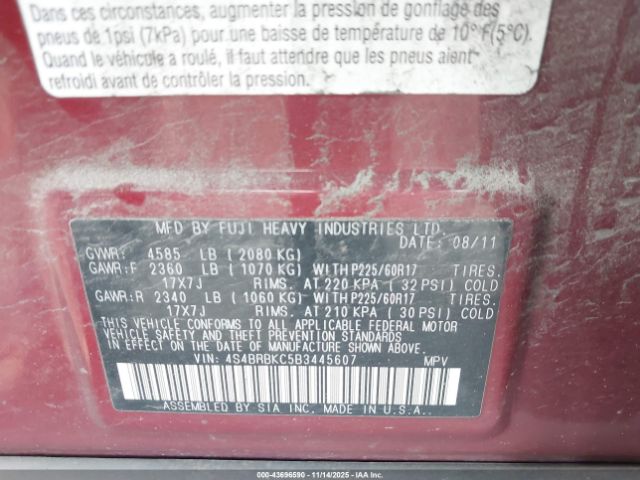 Dans ces circonstances, augmenter la pression de gonflage des
pneus de 1psi (7kPa) pour une baisse de température de 10°F(5°C).
Quand le véhicule a roulé, il faut attendre que les pneus aient
refroidi avant de contrôler la pression.
MFD BY FUJI HEAVY INDUSTRIES LTD.
DATE: 08/11
GVWR: 4585 LB (2080 KG)
GAWR:F 2360 LB (1070 KG) WITH P225/60R17 TIRES.
17X7J RIMS. AT 220 KPA (32 PSI) COLD
GAWR:R 2340 LB (1060 KG) WITH P225/60R17 TIRES.
17X7J RIMS. AT 210 KPA (30 PSI) COLD
THIS VEHICLE CONFORMS TO ALL APPLICABLE FEDERAL MOTOR
VEHICLE SAFETY AND THEFT PREVENTION STANDARDS
IN EFFECT ON THE DATE OF MANUFACTURE SHOWN ABOVE.
VIN: 4S4BRBKC5B3445607 MPV
ASSEMBLED BY SIA INC. MADE IN U.S.A.
000-43696590 - 11/14/2025 - IAAI.COM